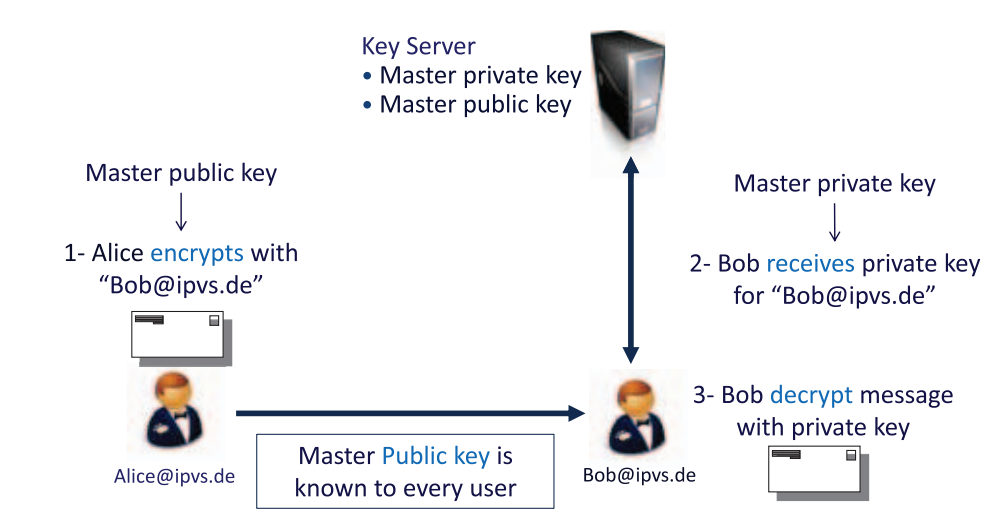 Key Server
• Master private key
• Master public key
Master public key
1- Alice encrypts with
“Bob@ipvs.de”
Master private key
2- Bob receives private key
for “Bob@ipvs.de”
3- Bob decrypt message
with private key
Alice@ipvs.de
Master Public key is
known to every user
Bob@ipvs.de